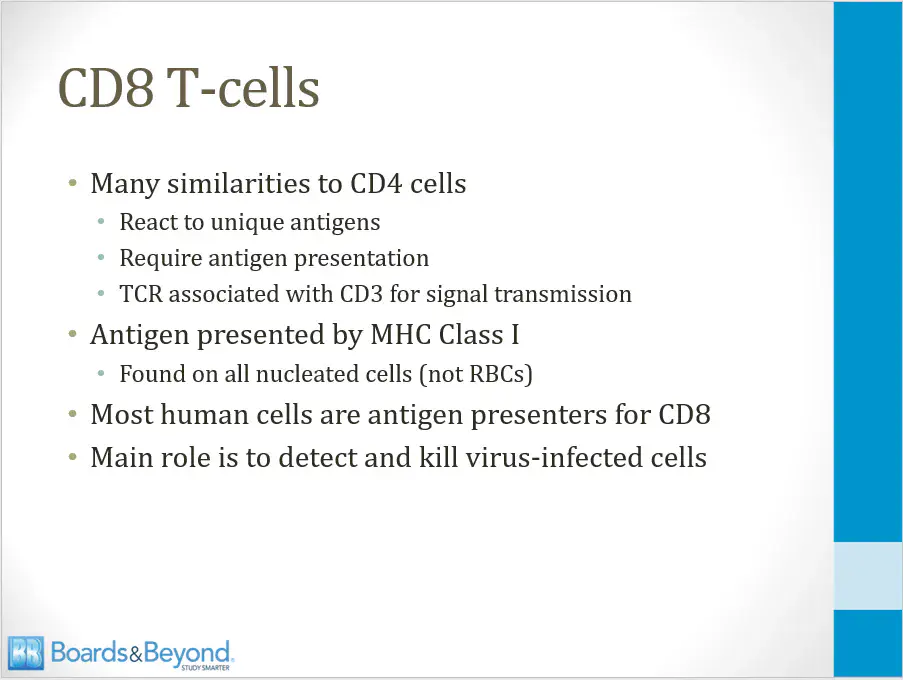 CD8 T-cells
• Many similarities to CD4 cells
• React to unique antigens
• Require antigen presentation
• TCR associated with CD3 for signal transmission
• Antigen presented by MHC Class I
• Found on all nucleated cells (not RBCs)
• Most human cells are antigen presenters for CD8
• Main role is to detect and kill virus-infected cells
BB Boards&Beyond.
STUDY SMARTER